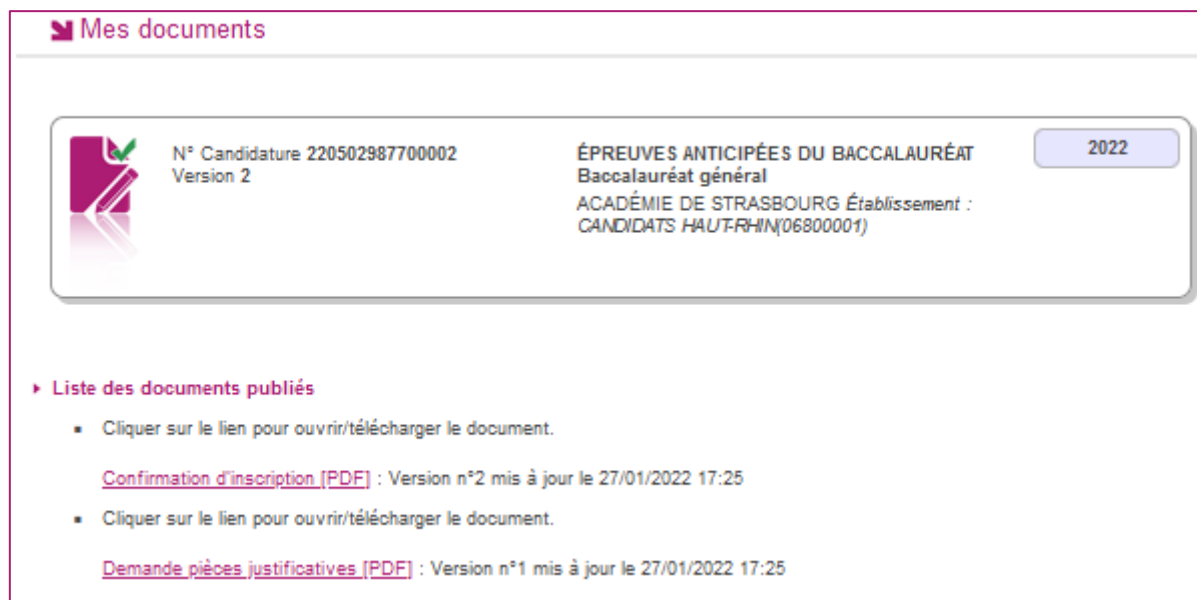 Mes documents
N° Candidature 220502987700002
Version 2
ÉPREUVES ANTICIPÉES DU BACCALAURÉAT
Baccalauréat général
ACADÉMIE DE STRASBOURG Établissement :
CANDIDATS HAUT-RHIN(06800001)
2022
Liste des documents publiés
Cliquer sur le lien pour ouvrir/télécharger le document.
Confirmation d'inscription [PDF] : Version n°2 mis à jour le 27/01/2022 17:25
Cliquer sur le lien pour ouvrir/télécharger le document.
Demande pièces justificatives [PDF] : Version n°1 mis à jour le 27/01/2022 17:25